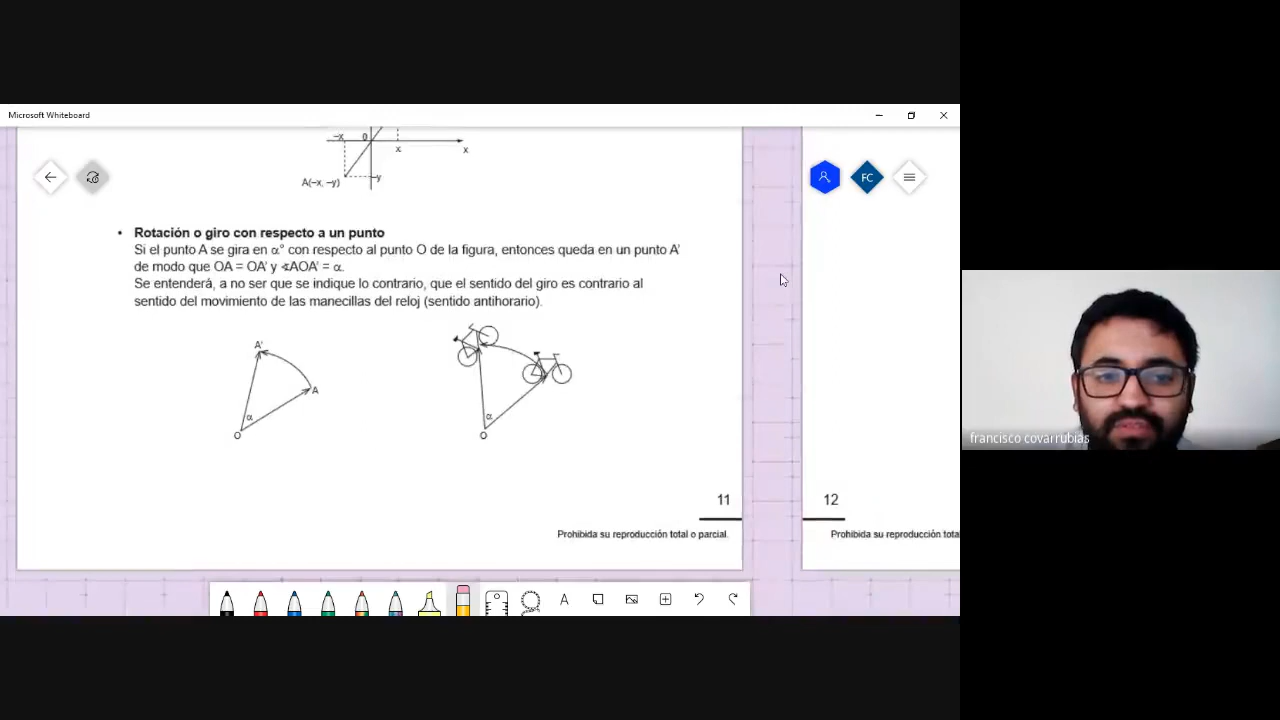 Microsoft Whiteboard
-x
0
x
x
A(-x, -y)
-y
FC
• Rotación o giro con respecto a un punto
Si el punto A se gira en α° con respecto al punto O de la figura, entonces queda en un punto A'
de modo que OA = OA' y ∢AOA' = α.
Se entenderá, a no ser que se indique lo contrario, que el sentido del giro es contrario al
sentido del movimiento de las manecillas del reloj (sentido antihorario).
A'
A
α
O
α
O
francisco covarrubias
11
12
Prohibida su reproducción total o parcial.
Prohibida su reproducción tota
A